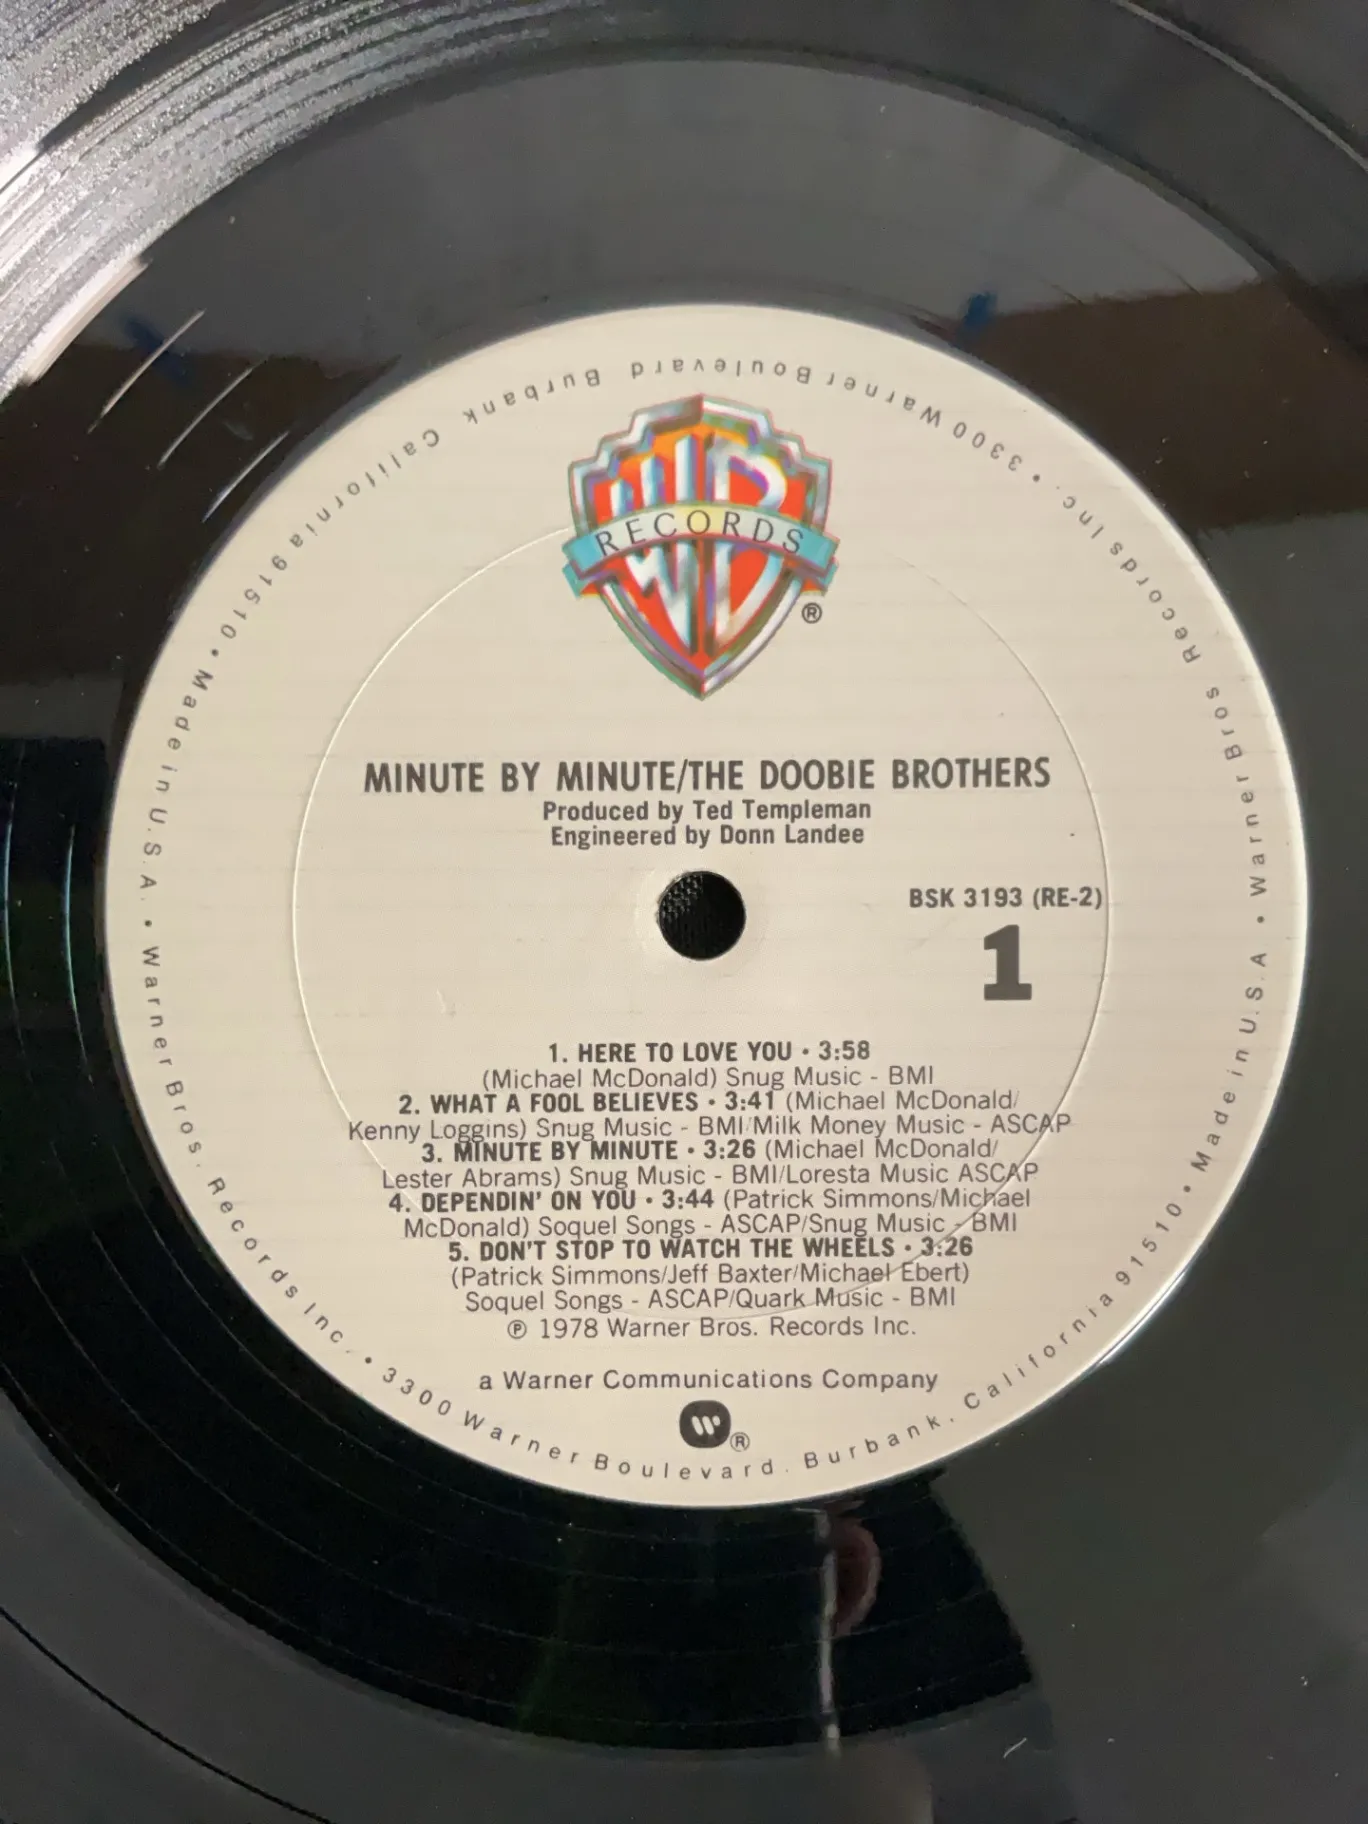 WB
RECORDS
®
MINUTE BY MINUTE/THE DOOBIE BROTHERS
Produced by Ted Templeman
Engineered by Donn Landee
BSK 3193 (RE-2)
1
1. HERE TO LOVE YOU • 3:58
(Michael McDonald) Snug Music - BMI
2. WHAT A FOOL BELIEVES • 3:41 (Michael McDonald/
Kenny Loggins) Snug Music - BMI/Milk Money Music - ASCAP
3. MINUTE BY MINUTE • 3:26 (Michael McDonald/
Lester Abrams) Snug Music - BMI/Loresta Music ASCAP
4. DEPENDIN' ON YOU • 3:44 (Patrick Simmons/Michael
McDonald) Soquel Songs - ASCAP/Snug Music - BMI
5. DON'T STOP TO WATCH THE WHEELS • 3:26
(Patrick Simmons/Jeff Baxter/Michael Ebert)
Soquel Songs - ASCAP/Quark Music - BMI
℗ 1978 Warner Bros. Records Inc.
a Warner Communications Company
W ®
Made in U.S.A. • Warner Bros. Records Inc. • 3300 Warner Boulevard. Burbank. California 91510 • Made in U.S.A • Warner Bros Records Inc. • 3300 Warner Boulevard Burbank California 91510 •